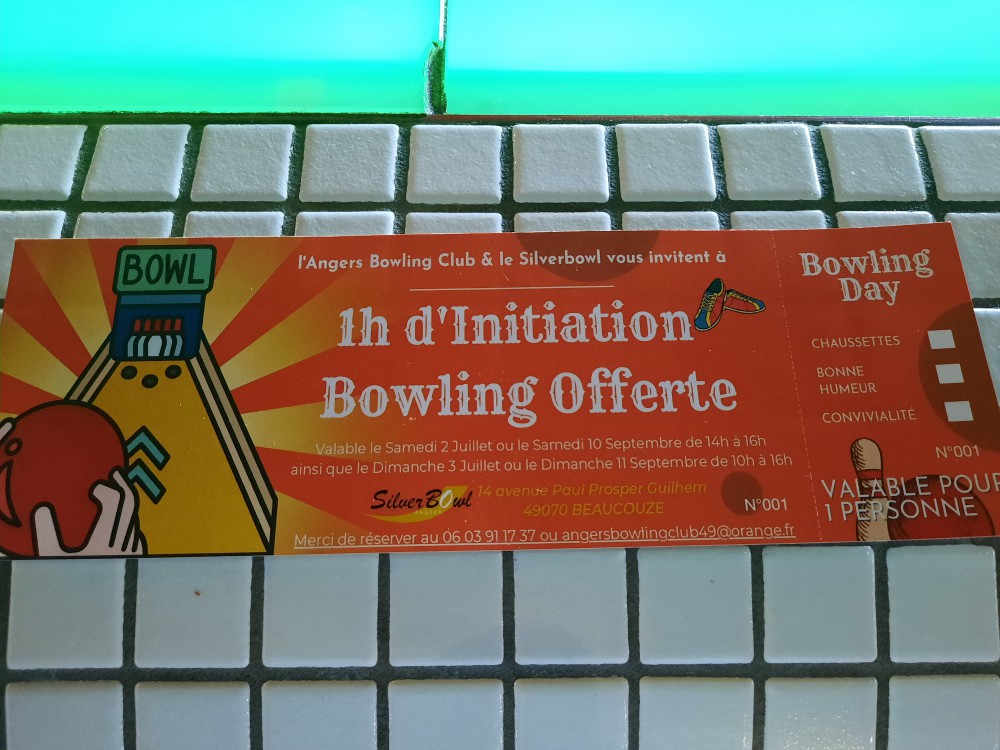 BOWL
l'Angers Bowling Club & le Silverbowl vous invitent à
1h d'Initiation
Bowling Offerte
Valable le Samedi 2 Juillet ou le Samedi 10 Septembre de 14h à 16h
ainsi que le Dimanche 3 Juillet ou le Dimanche 11 Septembre de 10h à 16h
SilverBOwl
ANGERS
14 avenue Paul Prosper Guilhem
49070 BEAUCOUZE
N°001
Merci de réserver au 06 03 91 17 37 ou angersbowlingclub49@orange.fr
Bowling
Day
CHAUSSETTES
BONNE
HUMEUR
CONVIVIALITÉ
N°001
VALABLE POUR
1 PERSONNE